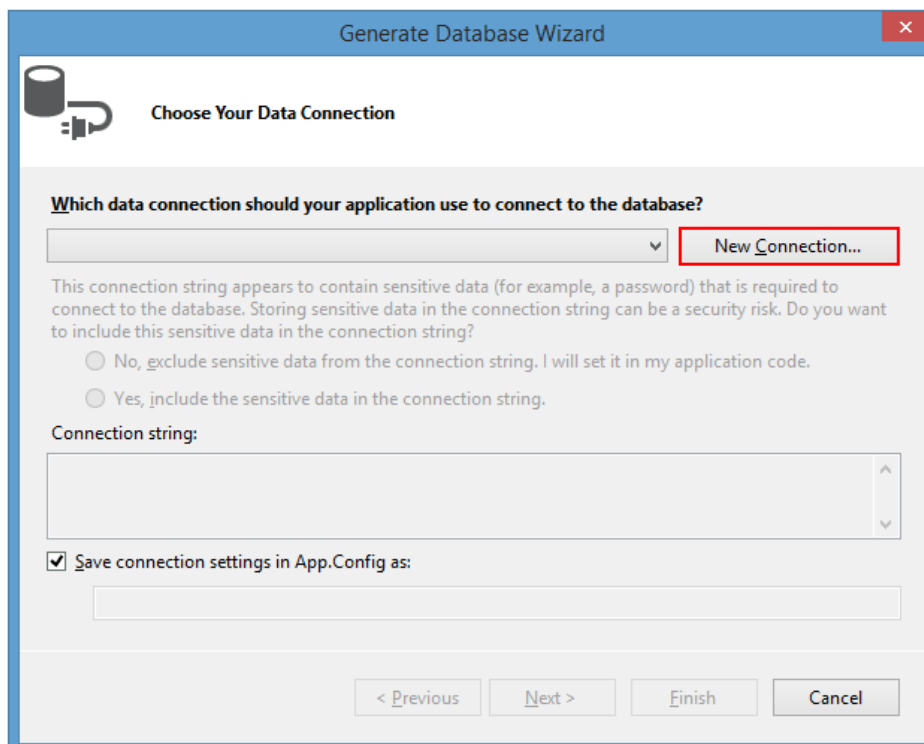 Generate Database Wizard
Choose Your Data Connection
Which data connection should your application use to connect to the database?
New Connection...
This connection string appears to contain sensitive data (for example, a password) that is required to
connect to the database. Storing sensitive data in the connection string can be a security risk. Do you want
to include this sensitive data in the connection string?
No, exclude sensitive data from the connection string. I will set it in my application code.
Yes, include the sensitive data in the connection string.
Connection string:
Save connection settings in App.Config as:
< Previous
Next >
Finish
Cancel